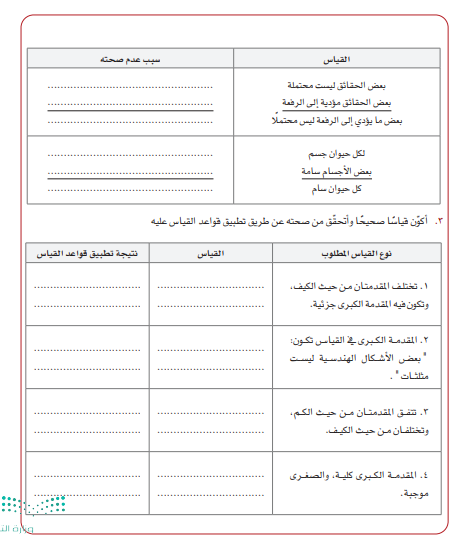 القياس
سبب عدم صحته
بعض الحقائق ليست محتملة
بعض الحقائق مؤدية إلى الرفعة
بعض ما يؤدي إلى الرفعة ليس محتملًا
لكل حيوان جسم
بعض الأجسام سامة
كل حيوان سام
٣. أكوّن قياسًا صحيحًا وأتحقّق من صحته عن طريق تطبيق قواعد القياس عليه
نوع القياس المطلوب
القياس
نتيجة تطبيق قواعد القياس
١. تختلف المقدمتان من حيث الكيف،
وتكون فيه المقدمة الكبرى جزئية.
٢. المقدمة الكبرى في القياس تكون:
"بعض الأشكال الهندسية ليست
مثلثات".
٣. تتفق المقدمتان من حيث الكم،
وتختلفان من حيث الكيف.
٤. المقدمة الكبرى كلية، والصغرى
موجبة.
وزارة الت